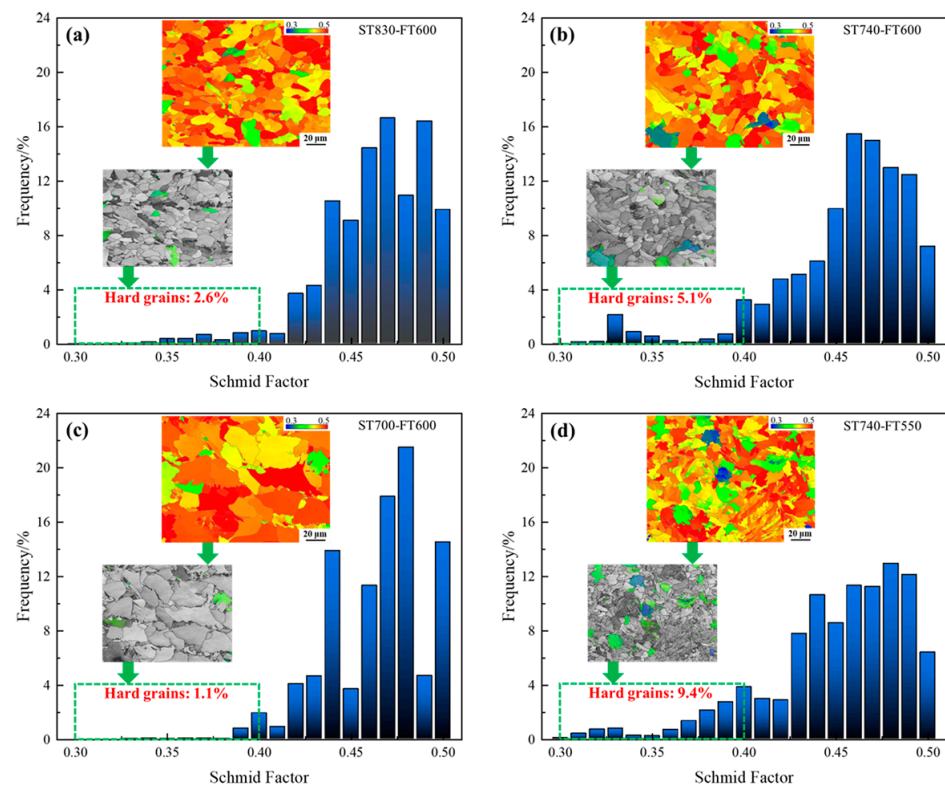 (a)
ST830-FT600
0.3 0.5
20 μm
Hard grains: 2.6%
Frequency/%
24
20
16
12
8
4
0
0.30 0.35 0.40 0.45 0.50
Schmid Factor
(b)
ST740-FT600
0.3 0.5
20 μm
Hard grains: 5.1%
Frequency/%
24
20
16
12
8
4
0
0.30 0.35 0.40 0.45 0.50
Schmid Factor
(c)
ST700-FT600
0.3 0.5
20 μm
Hard grains: 1.1%
Frequency/%
24
20
16
12
8
4
0
0.30 0.35 0.40 0.45 0.50
Schmid Factor
(d)
ST740-FT550
0.3 0.5
20 μm
Hard grains: 9.4%
Frequency/%
24
20
16
12
8
4
0
0.30 0.35 0.40 0.45 0.50
Schmid Factor